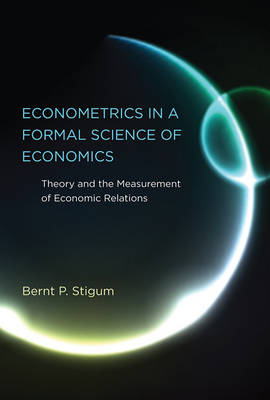 ECONOMETRICS IN A
FORMAL SCIENCE OF
ECONOMICS
Theory and the Measurement
of Economic Relations
Bernt P. Stigum